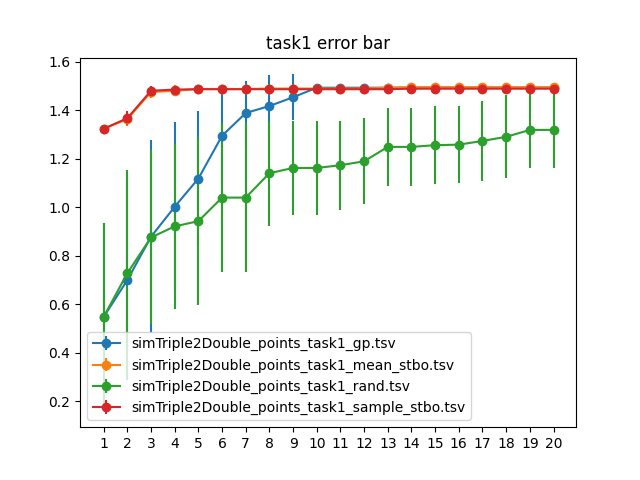 task1 error bar
1.6
1.4
1.2
1.0
0.8
0.6
0.4
0.2
simTriple2Double_points_task1_gp.tsv
simTriple2Double_points_task1_mean_stbo.tsv
simTriple2Double_points_task1_rand.tsv
simTriple2Double_points_task1_sample_stbo.tsv
1 2 3 4 5 6 7 8 9 10 11 12 13 14 15 16 17 18 19 20